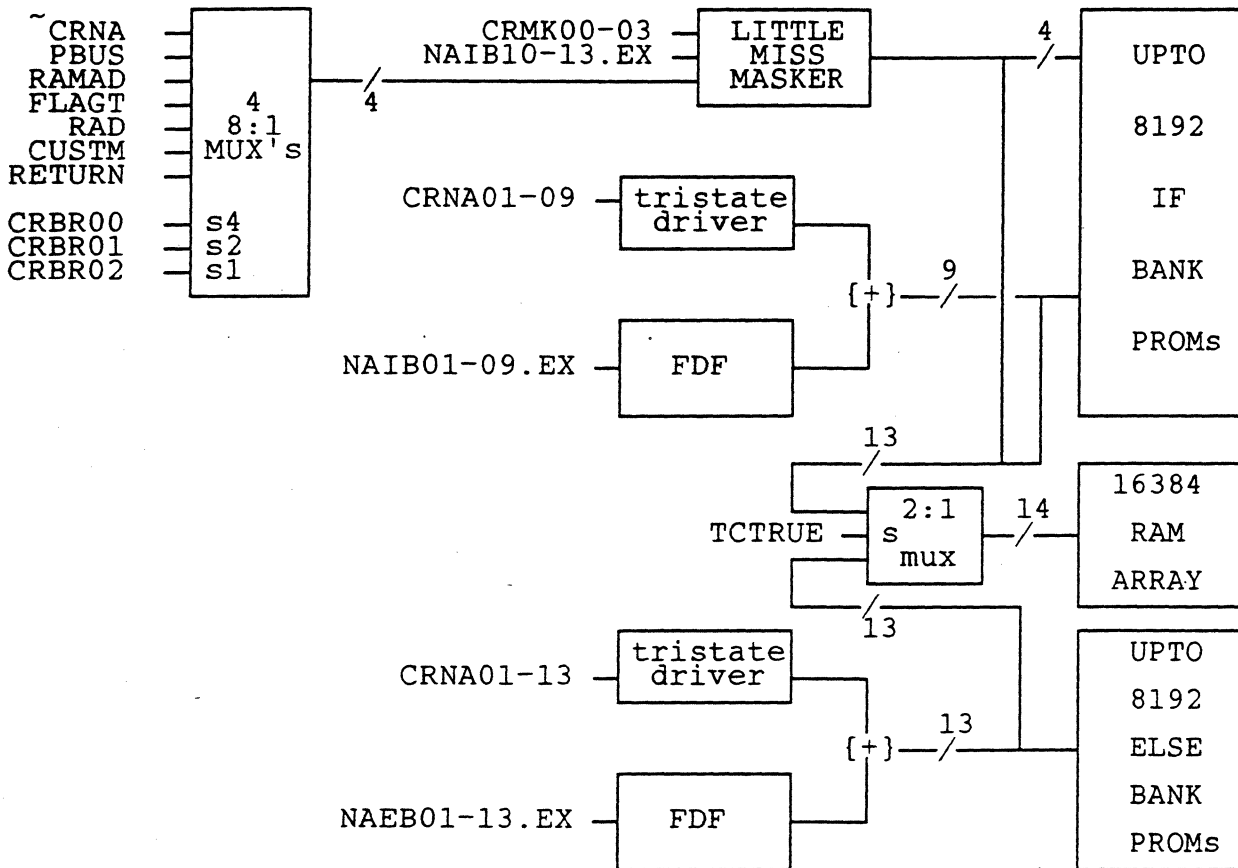 ~CRNA
PBUS
RAMAD
FLAGT
RAD
CUSTM
RETURN
CRBR00
CRBR01
CRBR02
4
8:1
MUX's
s4
s2
s1
4
CRMK00-03
NAIB10-13.EX
LITTLE
MISS
MASKER
4
CRNA01-09
tristate
driver
{+}
9
NAIB01-09.EX
FDF
UPTO
8192
IF
BANK
PROMs
13
TCTRUE
s
2:1
mux
14
13
16384
RAM
ARRAY
CRNA01-13
tristate
driver
{+}
13
NAEB01-13.EX
FDF
UPTO
8192
ELSE
BANK
PROMs